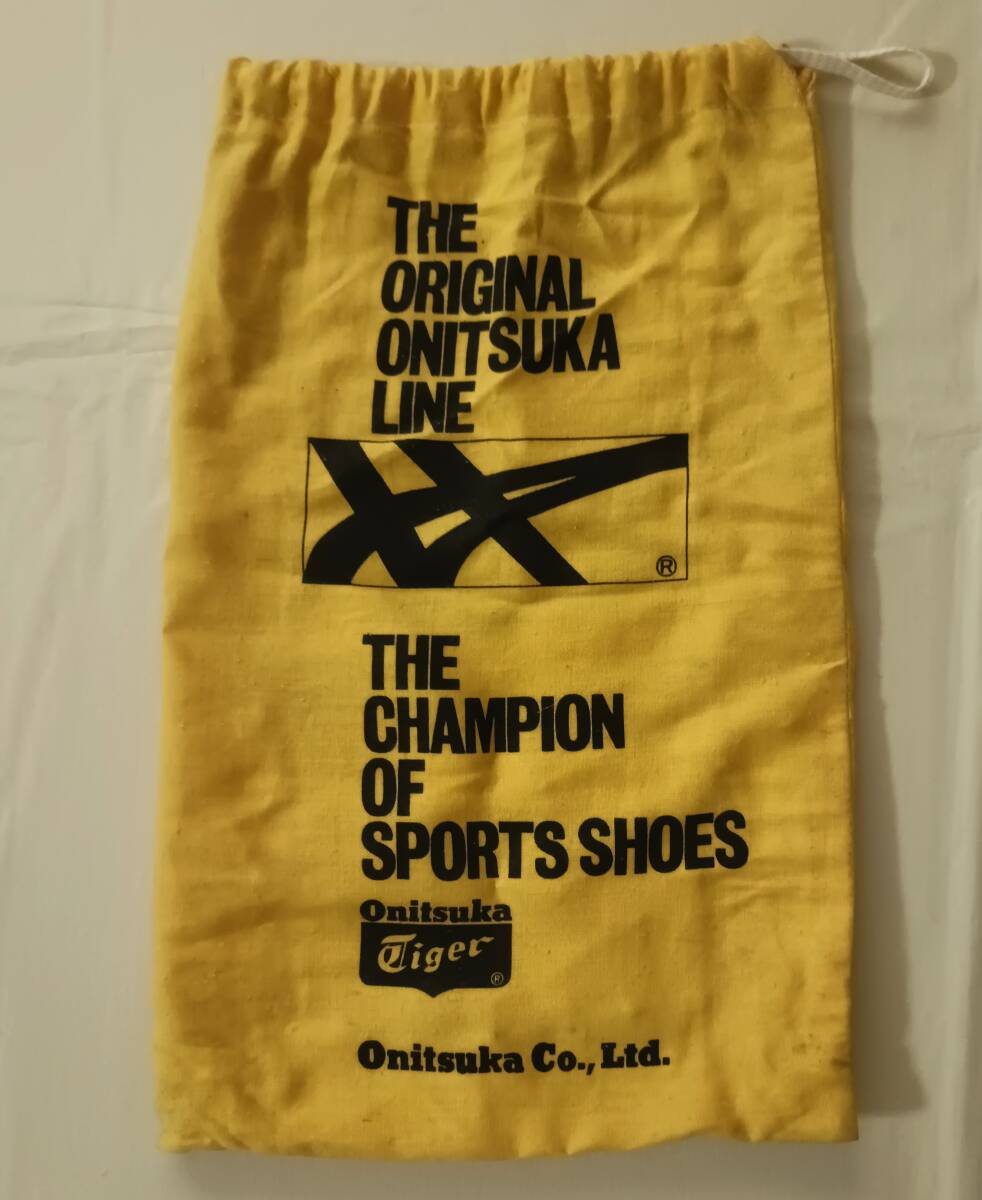 THE
ORIGINAL
ONITSUKA
LINE
®
THE
CHAMPION
OF
SPORTS SHOES
Onitsuka
Tiger
®
Onitsuka Co., Ltd.